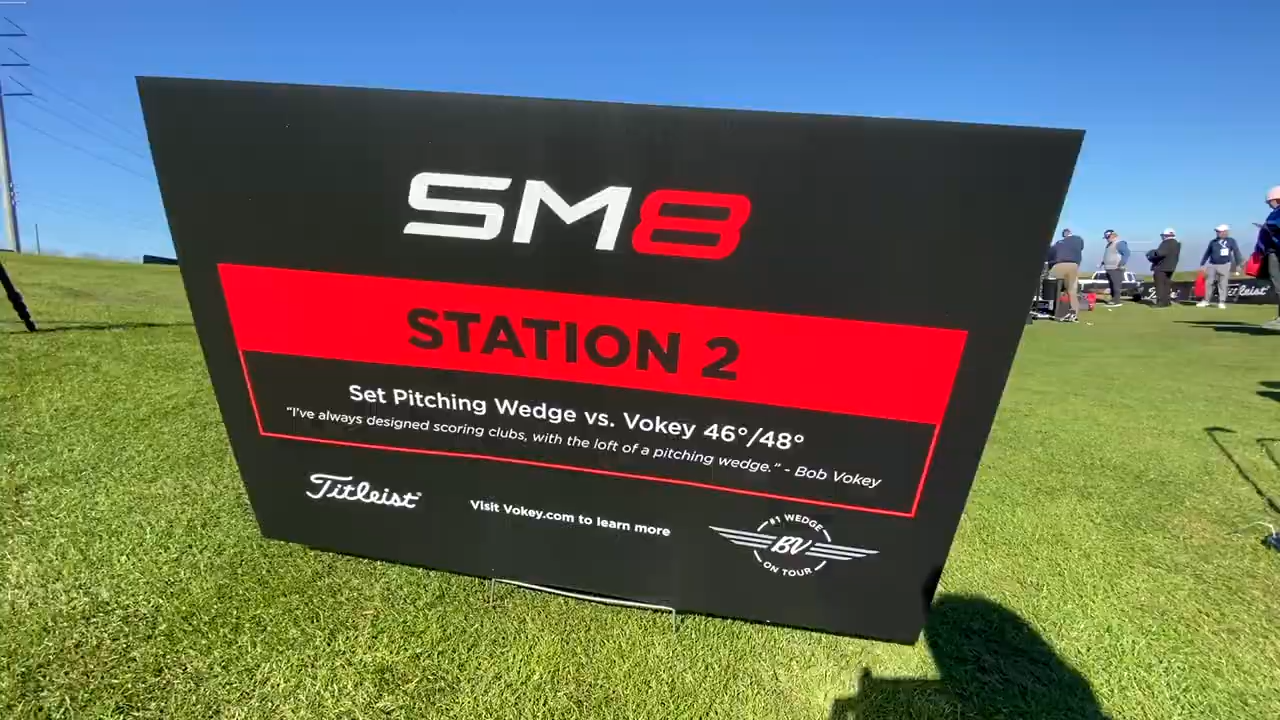 SM8
STATION 2
Set Pitching Wedge vs. Vokey 46°/48°
“I’ve always designed scoring clubs, with the loft of a pitching wedge.” - Bob Vokey
Titleist®
Visit Vokey.com to learn more
#1 WEDGE
BV
ON TOUR
Titleist